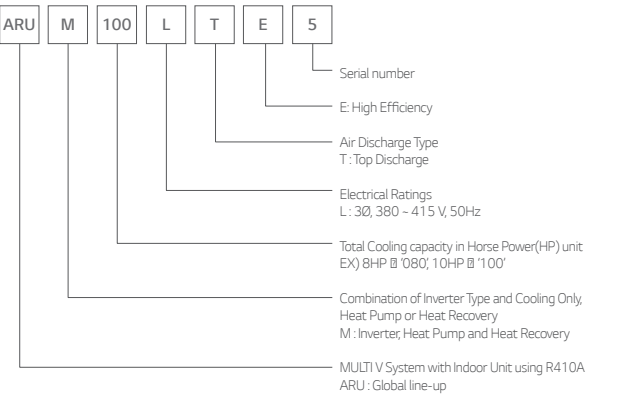 ARU M 100 L T E 5
Serial number
E: High Efficiency
Air Discharge Type
T : Top Discharge
Electrical Ratings
L : 3Ø, 380 ~ 415 V, 50Hz
Total Cooling capacity in Horse Power(HP) unit
EX) 8HP  '080', 10HP  '100'
Combination of Inverter Type and Cooling Only,
Heat Pump or Heat Recovery
M : Inverter, Heat Pump and Heat Recovery
MULTI V System with Indoor Unit using R410A
ARU : Global line-up